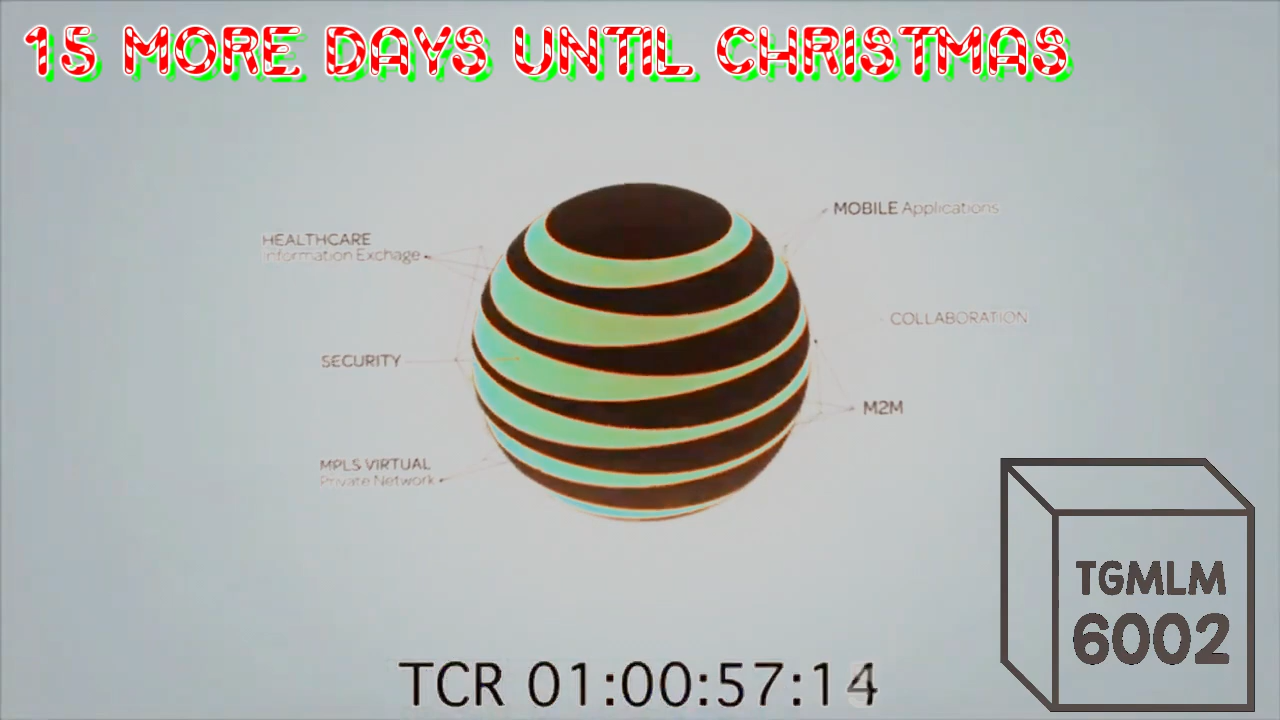 15 MORE DAYS UNTIL CHRISTMAS
MOBILE Applications
HEALTHCARE
Information Exchage
COLLABORATION
SECURITY
M2M
MPLS VIRTUAL
Private Network
TGMLM
6002
TCR 01:00:57:14